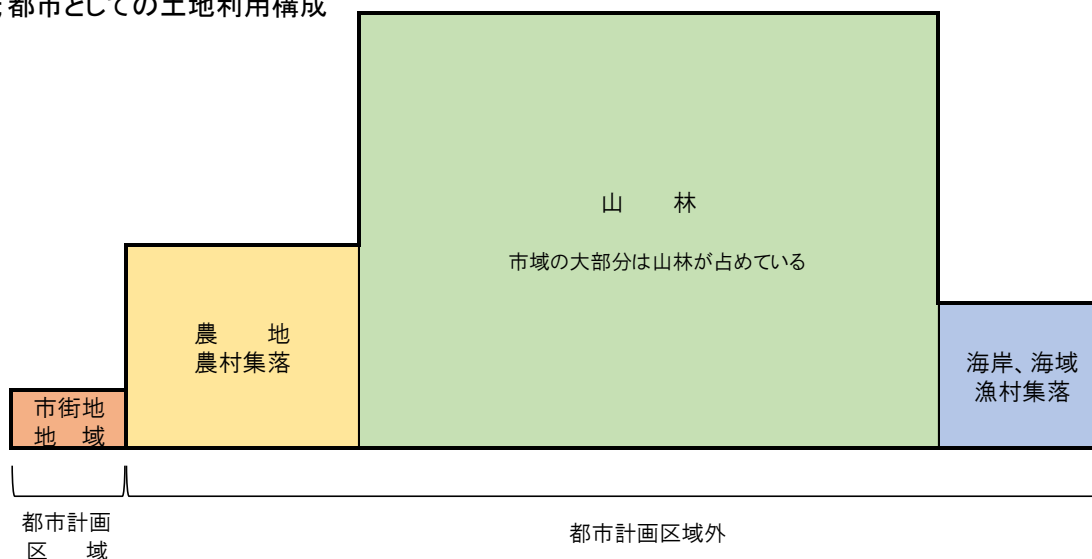 都市としての土地利用構成
山　　林
市域の大部分は山林が占めている
農　　地
農村集落
海岸、海域
漁村集落
市街地
地　域
都市計画
区　　域
都市計画区域外